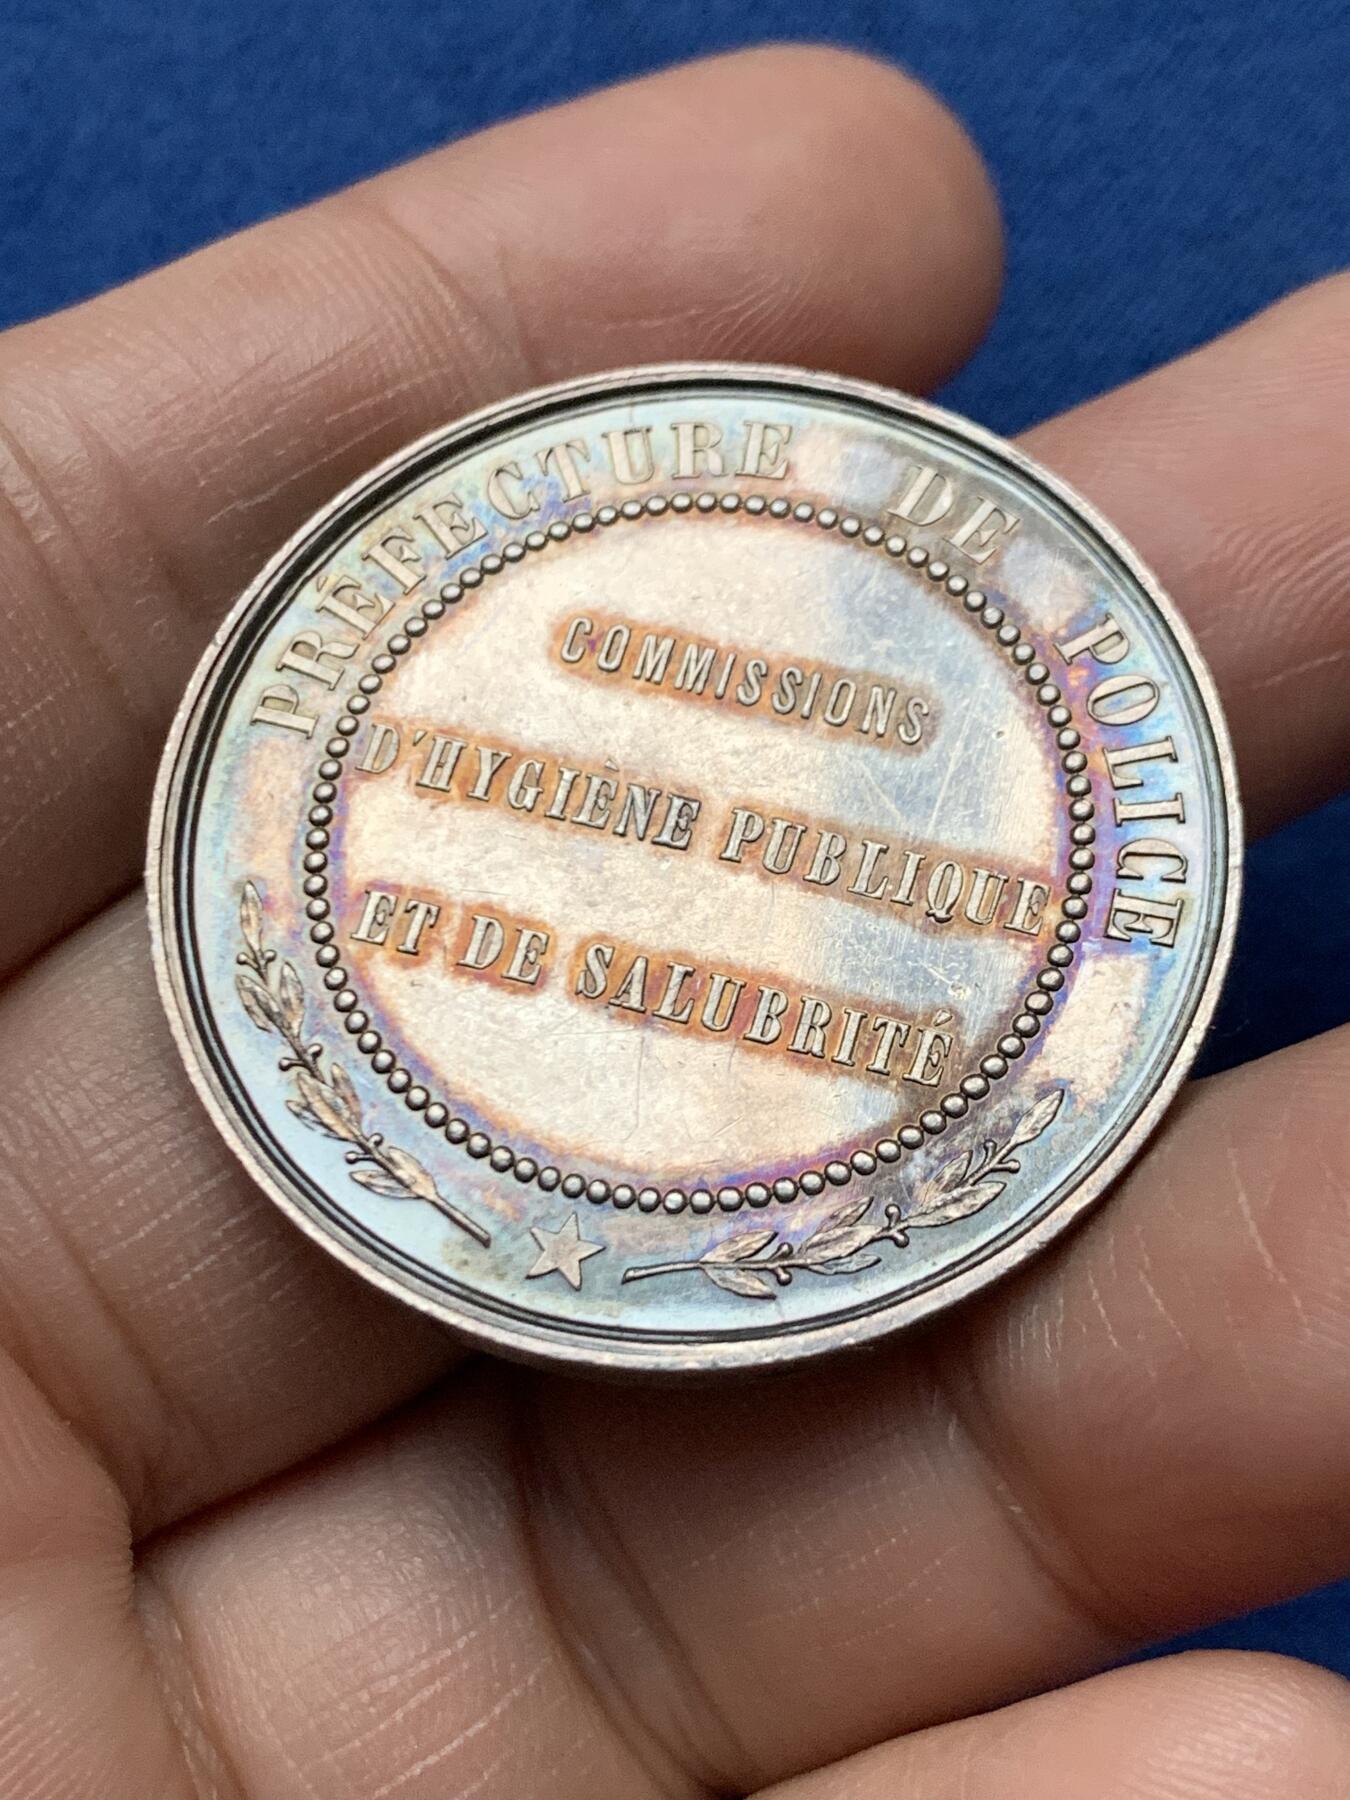 PRÉFECTURE DE POLICE
COMMISSIONS
D'HYGIÈNE PUBLIQUE
ET DE SALUBRITÉ